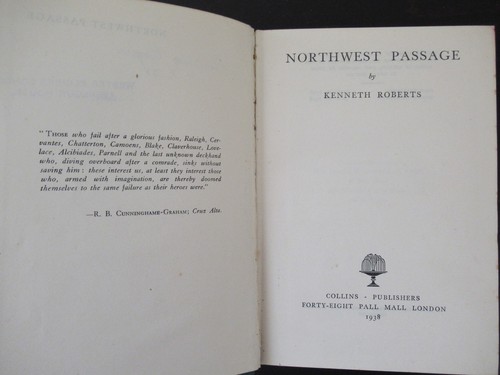 "Those who fail after a glorious fashion, Raleigh, Cer-
vantes, Chatterton, Camoens, Blake, Claverhouse, Love-
lace, Alcibiades, Parnell and the last unknown deckhand
who, diving overboard after a comrade, sinks without
saving him: these interest us, at least they interest those
who, armed with imagination, are thereby doomed
themselves to the same failure as their heroes were."
—R. B. Cunninghame-Graham; Crux Alve.
NORTHWEST PASSAGE
by
KENNETH ROBERTS
COLLINS · PUBLISHERS
FORTY-EIGHT PALL MALL LONDON
1938